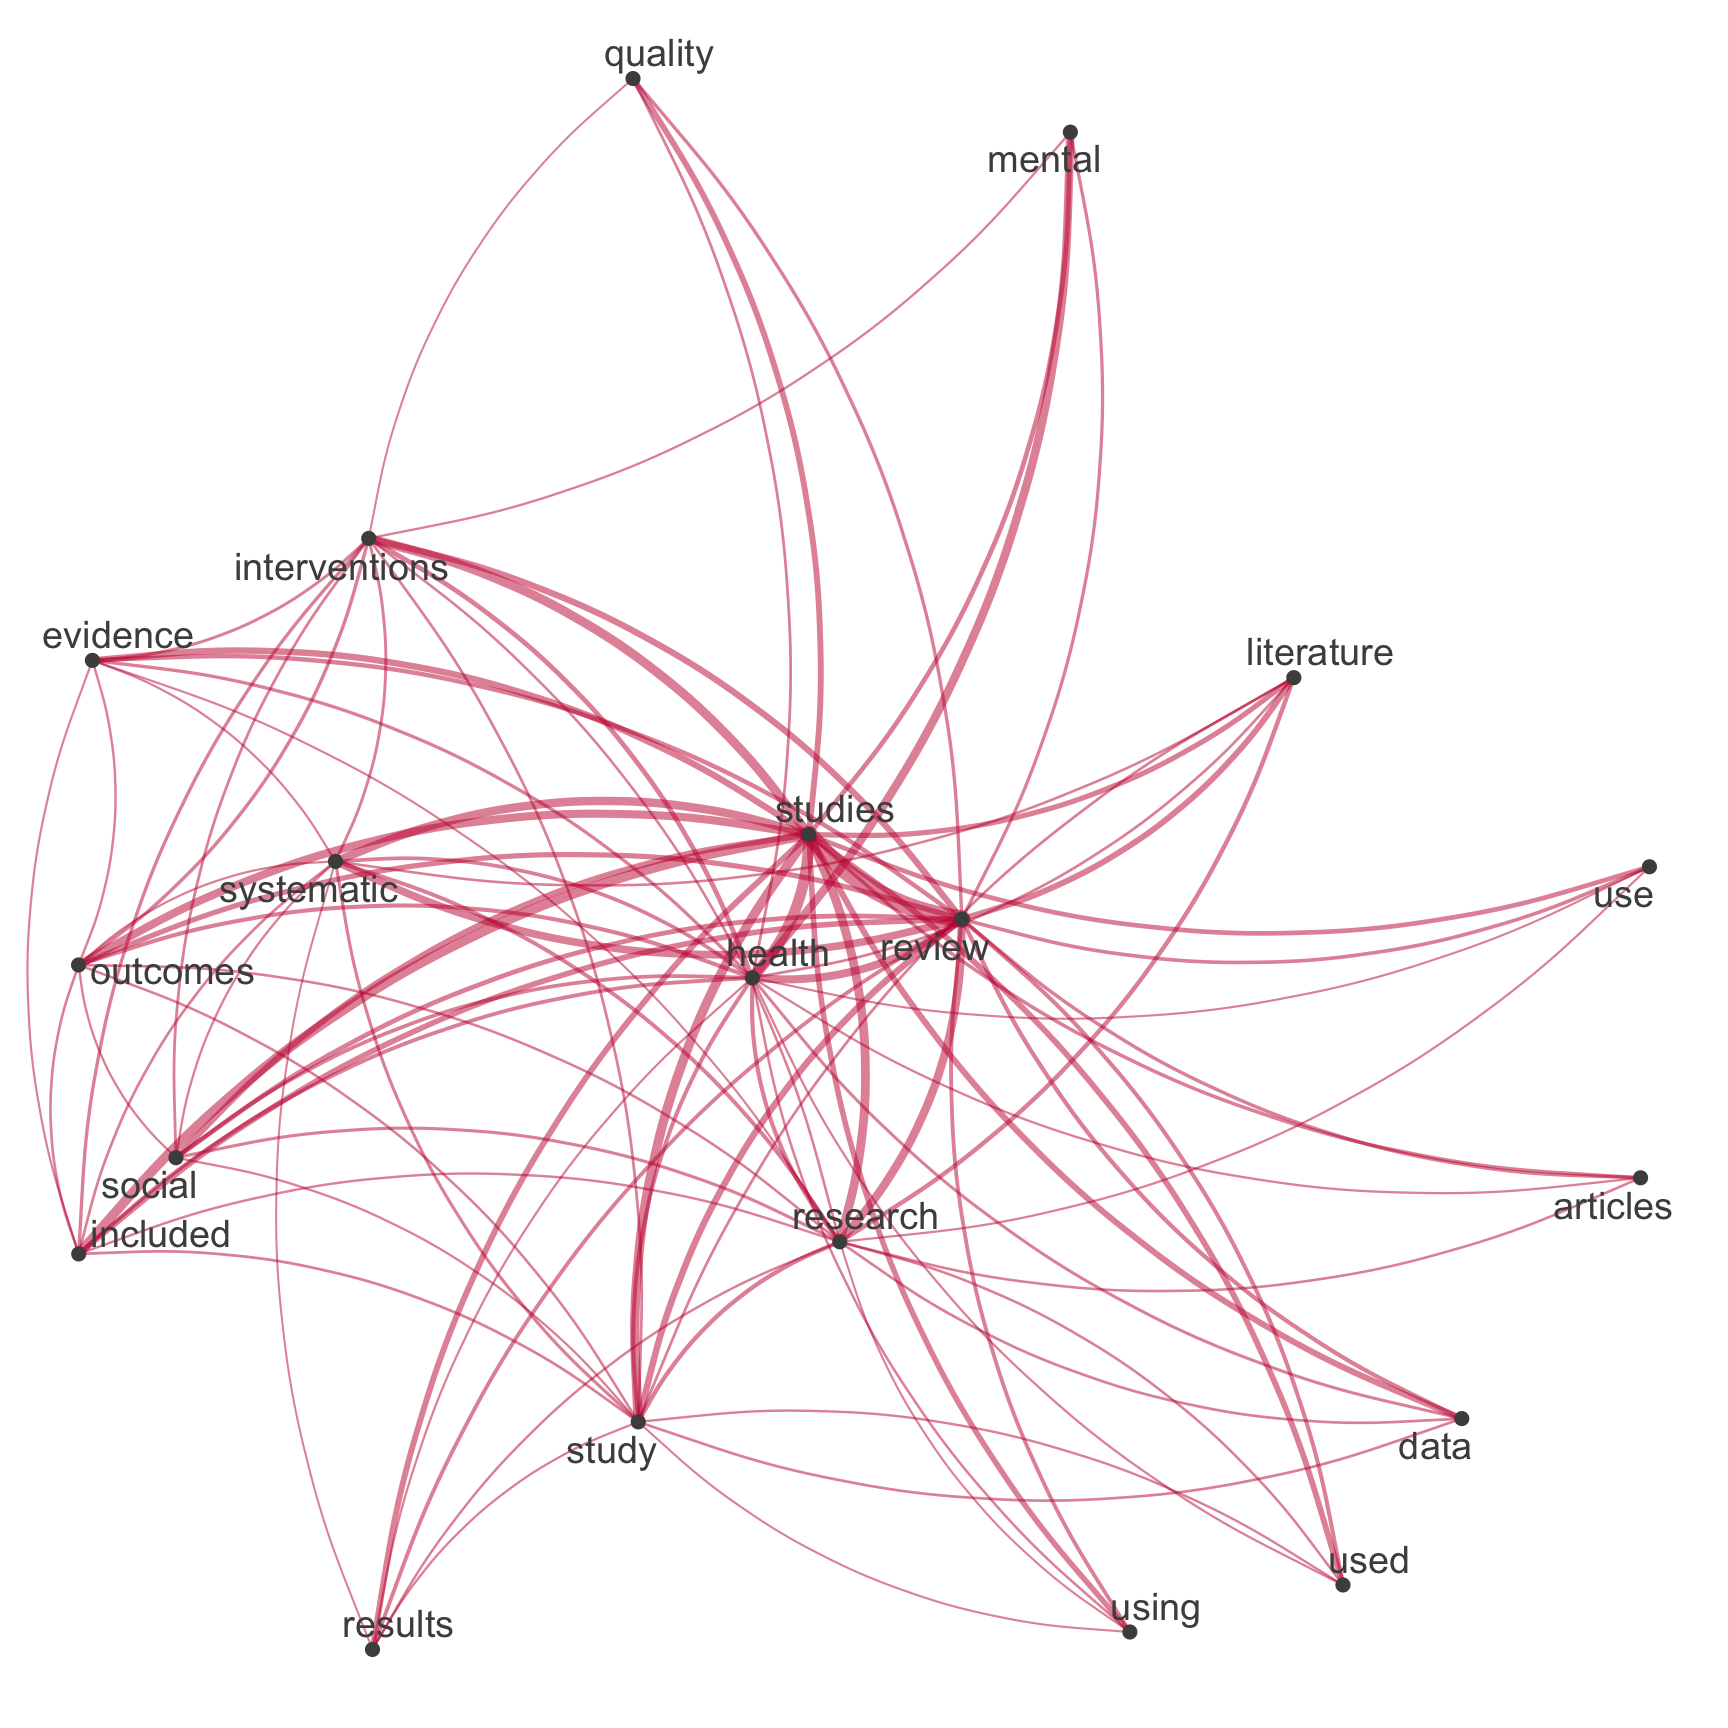 quality
mental
interventions
evidence
literature
studies
systematic
use
review
health
outcomes
social
included
research
articles
study
data
used
using
results